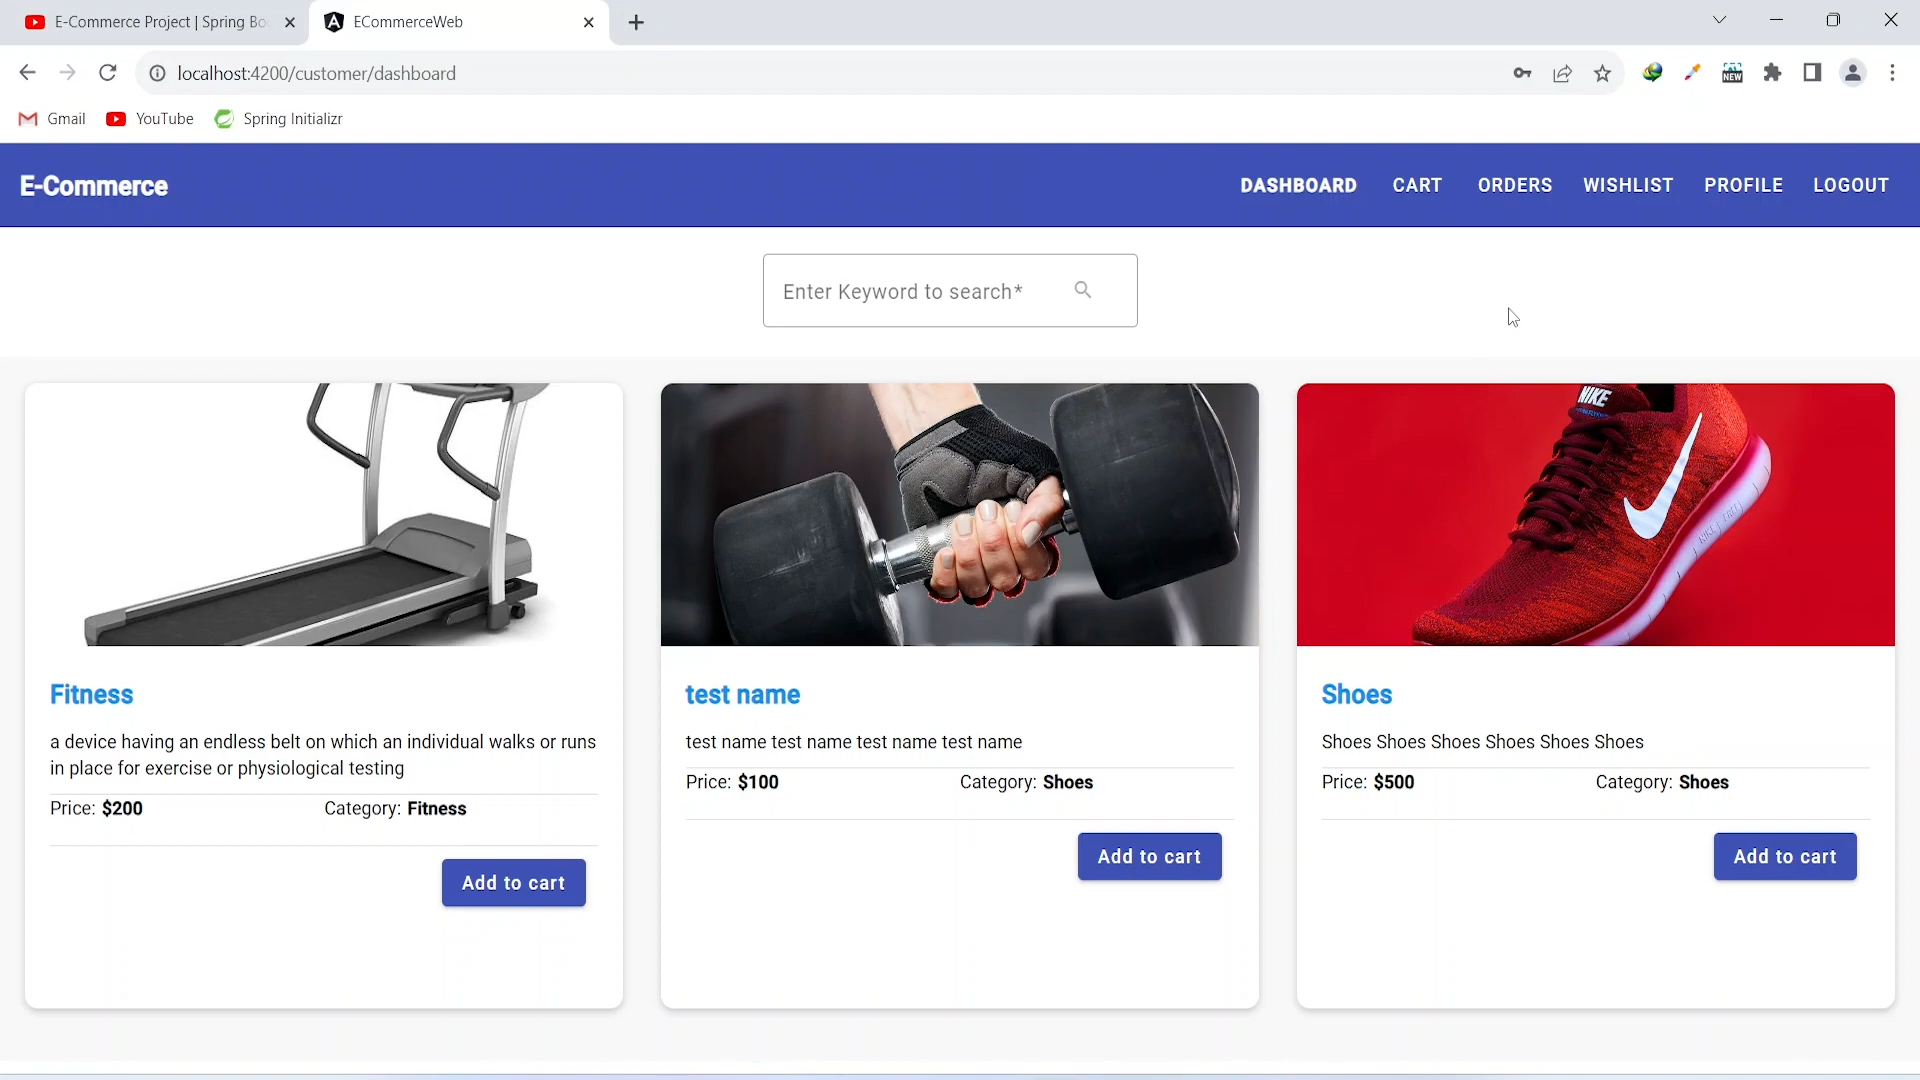 E-Commerce Project | Spring Bo
ECommerceWeb
localhost:4200/customer/dashboard
NEW
Gmail
YouTube
Spring Initializr
E-Commerce
DASHBOARD
CART
ORDERS
WISHLIST
PROFILE
LOGOUT
Enter Keyword to search*
NIKE
NIKE FREE
Fitness
a device having an endless belt on which an individual walks or runs
in place for exercise or physiological testing
Price: $200
Category: Fitness
Add to cart
test name
test name test name test name test name
Price: $100
Category: Shoes
Add to cart
Shoes
Shoes Shoes Shoes Shoes Shoes Shoes
Price: $500
Category: Shoes
Add to cart